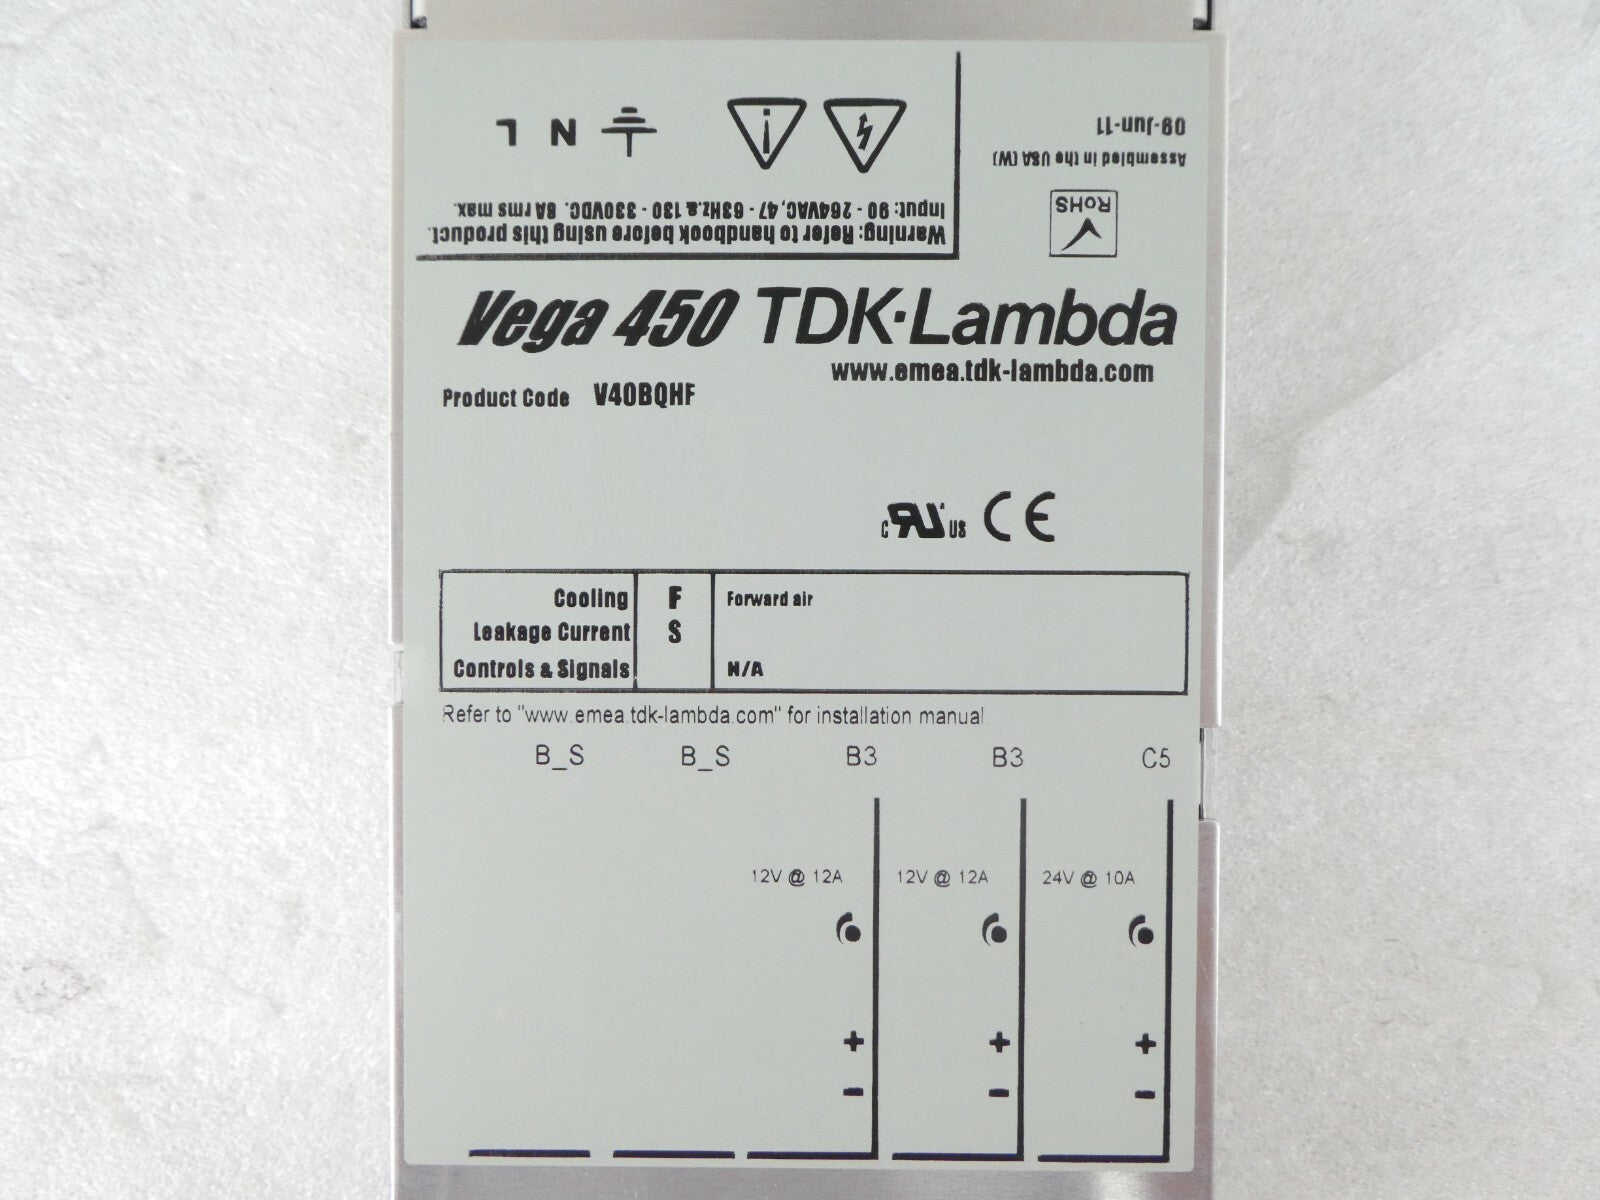 L N
09-Jun-11
Assembled in the USA (W)
RoHS
Input: 90 - 264VAC, 47 - 63Hz.& 130 - 330VDC. 8A rms max.
Warning: Refer to handbook before using this product.
Vega 450 TDK·Lambda
www.emea.tdk-lambda.com
Product Code V40BQHF
c RU US CE
Cooling F Forward air
Leakage Current S
Controls & Signals N/A
Refer to "www.emea.tdk-lambda.com" for installation manual
B_S B_S B3 B3 C5
12V @ 12A 12V @ 12A 24V @ 10A
+ + +
- - -